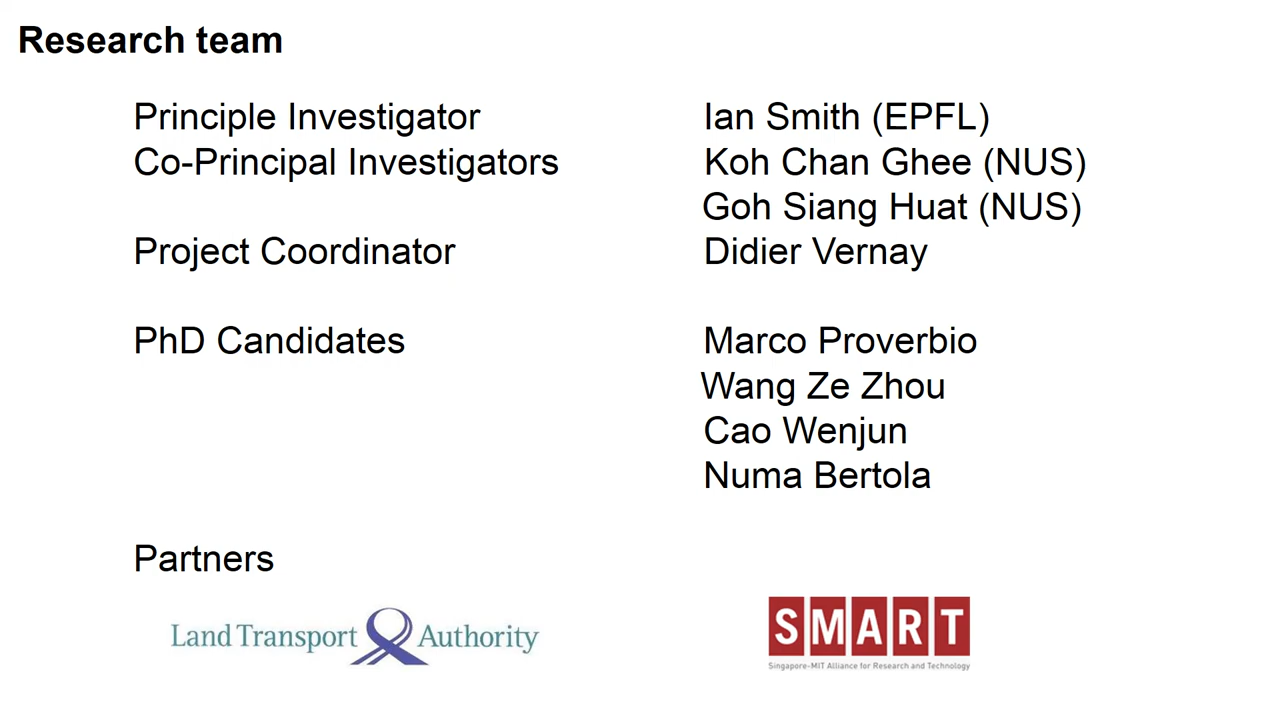 Research team
Principle Investigator Ian Smith (EPFL)
Co-Principal Investigators Koh Chan Ghee (NUS)
Goh Siang Huat (NUS)
Project Coordinator Didier Vernay
PhD Candidates Marco Proverbio
Wang Ze Zhou
Cao Wenjun
Numa Bertola
Partners
Land Transport Authority
SMART
Singapore-MIT Alliance for Research and Technology